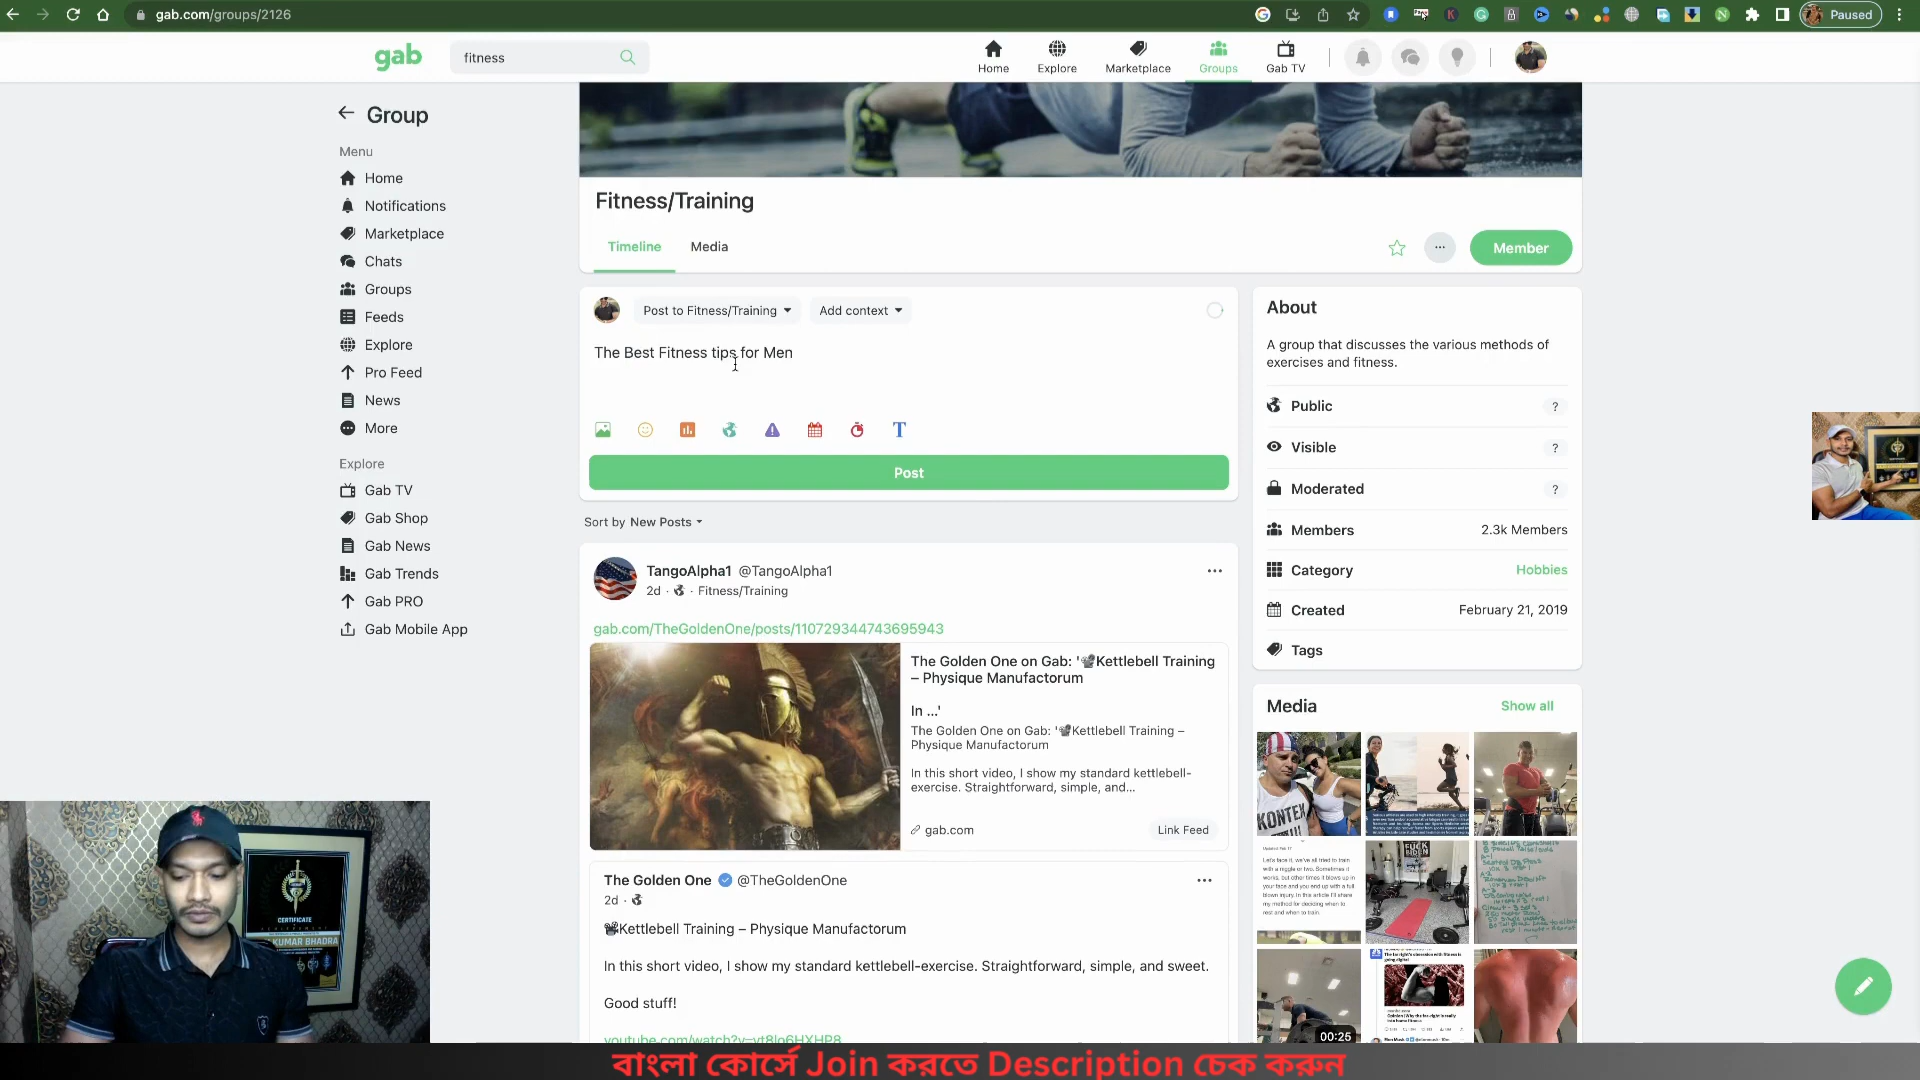 gab.com/groups/2126
Paused
gab
fitness
Home
Explore
Marketplace
Groups
Gab TV
Group
Menu
Home
Notifications
Marketplace
Chats
Groups
Feeds
Explore
Pro Feed
News
More
Explore
Gab TV
Gab Shop
Gab News
Gab Trends
Gab PRO
Gab Mobile App
Fitness/Training
Timeline
Media
Member
Post to Fitness/Training
Add context
The Best Fitness tips for Men
Post
Sort by New Posts
TangoAlpha1 @TangoAlpha1
2d · · Fitness/Training
gab.com/TheGoldenOne/posts/110729344743695943
The Golden One on Gab: '📽Kettlebell Training
– Physique Manufactorum
In ...'
The Golden One on Gab: '📽Kettlebell Training –
Physique Manufactorum
In this short video, I show my standard kettlebell-
exercise. Straightforward, simple, and...
gab.com
Link Feed
The Golden One @TheGoldenOne
2d ·
📽Kettlebell Training – Physique Manufactorum
In this short video, I show my standard kettlebell-exercise. Straightforward, simple, and sweet.
Good stuff!
About
A group that discusses the various methods of
exercises and fitness.
Public ?
Visible ?
Moderated ?
Members 2.3k Members
Category Hobbies
Created February 21, 2019
Tags
Media
Show all
00:25
CERTIFICATE
KUMAR BHADRA
বাংলা কোর্সে Join করতে Description চেক করুন